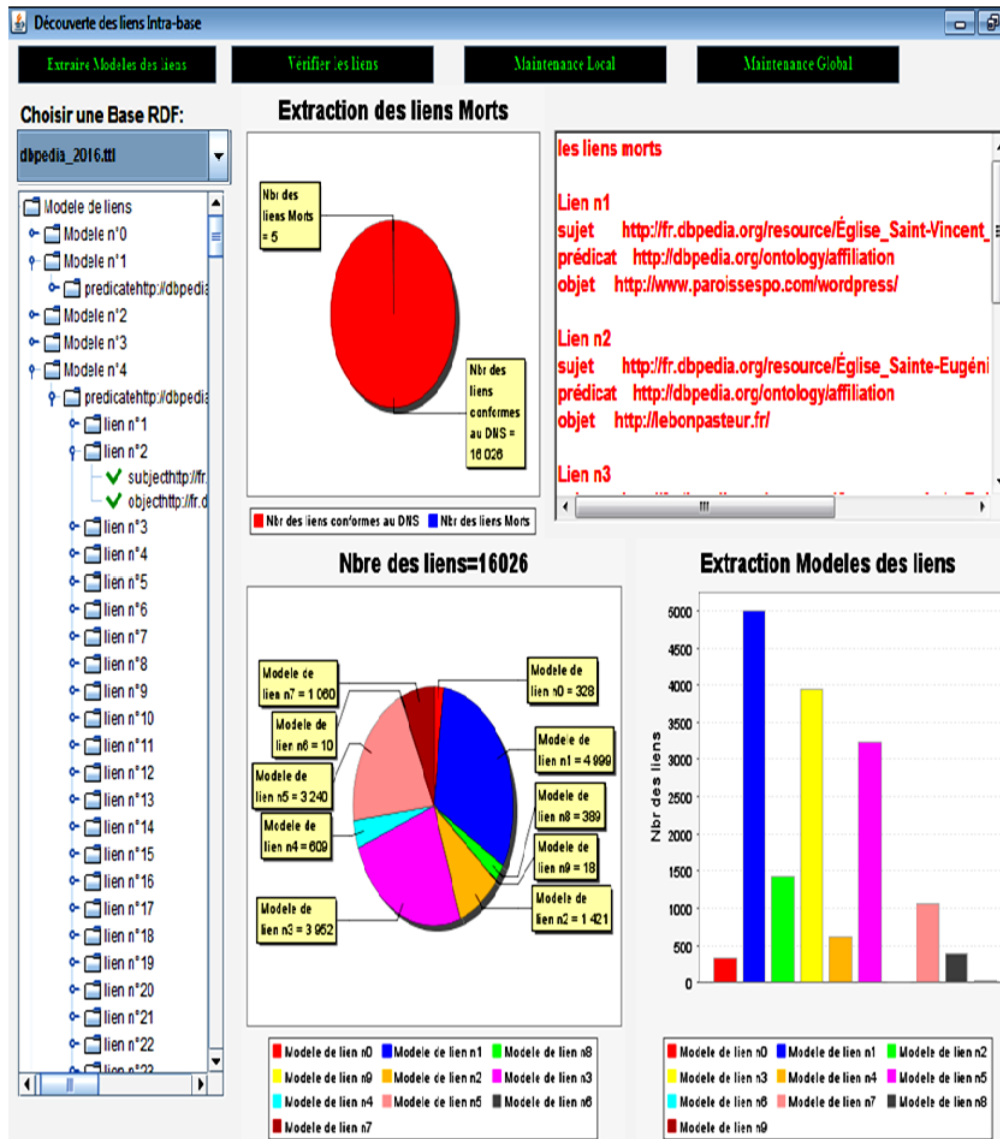 Découverte des liens Intra-base
Extraire Modeles des liens
Vérifier les liens
Maintenance Local
Maintenance Global
Choisir une Base RDF:
dbpedia_2016.ttl
Modele de liens
Modele n°0
Modele n°1
predicatehttp://dbpedia
Modele n°2
Modele n°3
Modele n°4
predicatehttp://dbpedia
lien n°1
lien n°2
subjecthttp://fr.
objecthttp://fr.d
lien n°3
lien n°4
lien n°5
lien n°6
lien n°7
lien n°8
lien n°9
lien n°10
lien n°11
lien n°12
lien n°13
lien n°14
lien n°15
lien n°16
lien n°17
lien n°18
lien n°19
lien n°20
lien n°21
lien n°22
lien n°23
Extraction des liens Morts
Nbr des
liens Morts
= 5
Nbr des
liens
conformes
au DNS =
16 026
Nbr des liens conformes au DNS
Nbr des liens Morts
les liens morts
Lien n1
sujet http://fr.dbpedia.org/resource/Église_Saint-Vincent_
prédicat http://dbpedia.org/ontology/affiliation
objet http://www.paroissespo.com/wordpress/
Lien n2
sujet http://fr.dbpedia.org/resource/Église_Sainte-Eugéni
prédicat http://dbpedia.org/ontology/affiliation
objet http://lebonpasteur.fr/
Lien n3
Nbre des liens=16026
Modele de
lien n7 = 1 060
Modele de
lien n6 = 10
Modele de
lien n5 = 3 240
Modele de
lien n4 = 609
Modele de
lien n3 = 3 952
Modele de
lien n0 = 328
Modele de
lien n1 = 4 999
Modele de
lien n8 = 389
Modele de
lien n9 = 18
Modele de
lien n2 = 1 421
Modele de lien n0
Modele de lien n1
Modele de lien n8
Modele de lien n9
Modele de lien n2
Modele de lien n3
Modele de lien n4
Modele de lien n5
Modele de lien n6
Modele de lien n7
Extraction Modeles des liens
Nbr des liens
5000
4500
4000
3500
3000
2500
2000
1500
1000
500
0
Modele de lien n0
Modele de lien n1
Modele de lien n2
Modele de lien n3
Modele de lien n4
Modele de lien n5
Modele de lien n6
Modele de lien n7
Modele de lien n8
Modele de lien n9